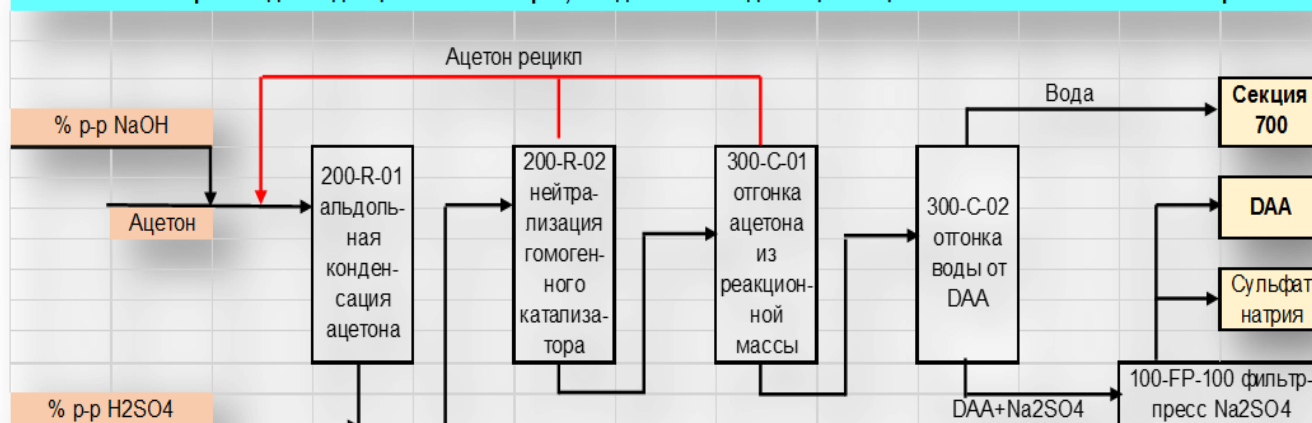 Ацетон рецикл
% р-р NaOH
Ацетон
200-R-01
альдоль-
ная
конден-
сация
ацетона
200-R-02
нейтра-
лизация
гомоген-
ного
катализа-
тора
300-C-01
отгонка
ацетона
из
реакцион-
ной
массы
300-C-02
отгонка
воды от
DAA
Вода
Секция
700
DAA
Сульфат
натрия
% р-р H2SO4
DAA+Na2SO4
100-FP-100 фильтр-
пресс Na2SO4